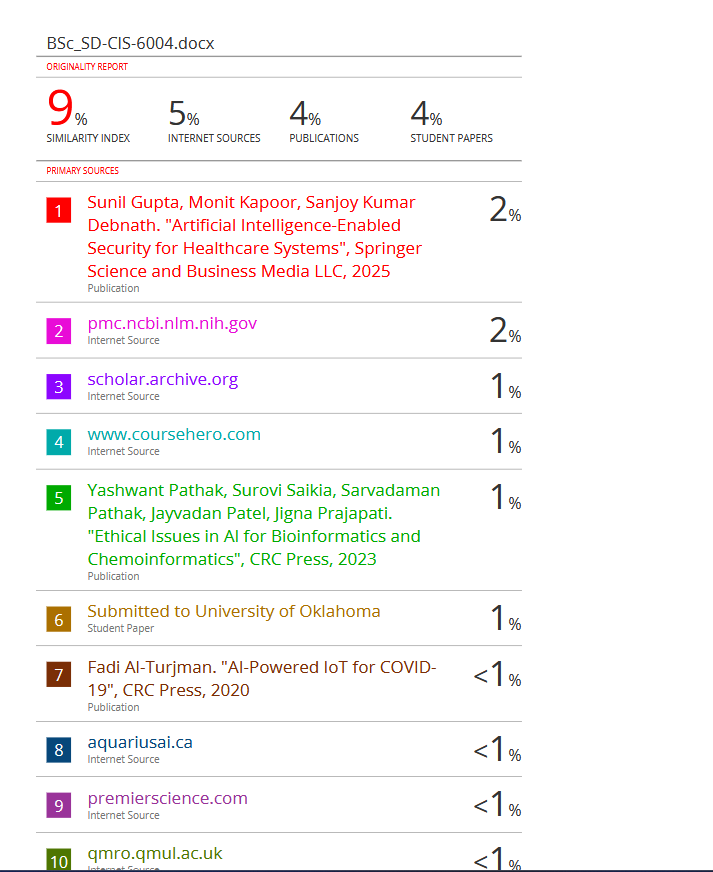 BSc_SD-CIS-6004.docx
ORIGINALITY REPORT
9% 5% 4% 4%
SIMILARITY INDEX INTERNET SOURCES PUBLICATIONS STUDENT PAPERS
PRIMARY SOURCES
1 Sunil Gupta, Monit Kapoor, Sanjoy Kumar 2%
Debnath. "Artificial Intelligence-Enabled
Security for Healthcare Systems", Springer
Science and Business Media LLC, 2025
Publication
2 pmc.ncbi.nlm.nih.gov 2%
Internet Source
3 scholar.archive.org 1%
Internet Source
4 www.coursehero.com 1%
Internet Source
5 Yashwant Pathak, Surovi Saikia, Sarvadaman 1%
Pathak, Jayvadan Patel, Jigna Prajapati.
"Ethical Issues in AI for Bioinformatics and
Chemoinformatics", CRC Press, 2023
Publication
6 Submitted to University of Oklahoma 1%
Student Paper
7 Fadi Al-Turjman. "AI-Powered IoT for COVID- <1%
19", CRC Press, 2020
Publication
8 aquariusai.ca <1%
Internet Source
9 premierscience.com <1%
Internet Source
10 qmro.qmul.ac.uk <1%
Internet Source